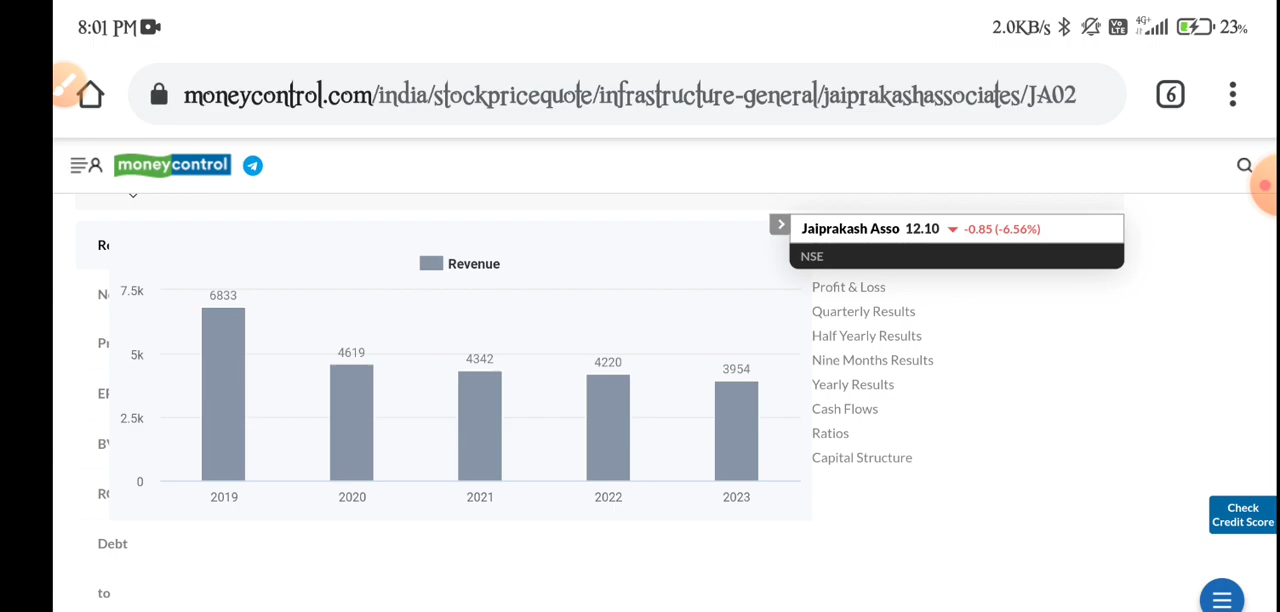 8:01 PM
2.0KB/s Vo LTE 4G+ 23%
moneycontrol.com/india/stockpricequote/infrastructure-general/jaiprakashassociates/JA02
6
moneycontrol
Jaiprakash Asso 12.10 -0.85 (-6.56%)
NSE
Revenue
7.5k
5k
2.5k
0
6833
4619
4342
4220
3954
2019
2020
2021
2022
2023
Debt
to
Profit & Loss
Quarterly Results
Half Yearly Results
Nine Months Results
Yearly Results
Cash Flows
Ratios
Capital Structure
Check
Credit Score